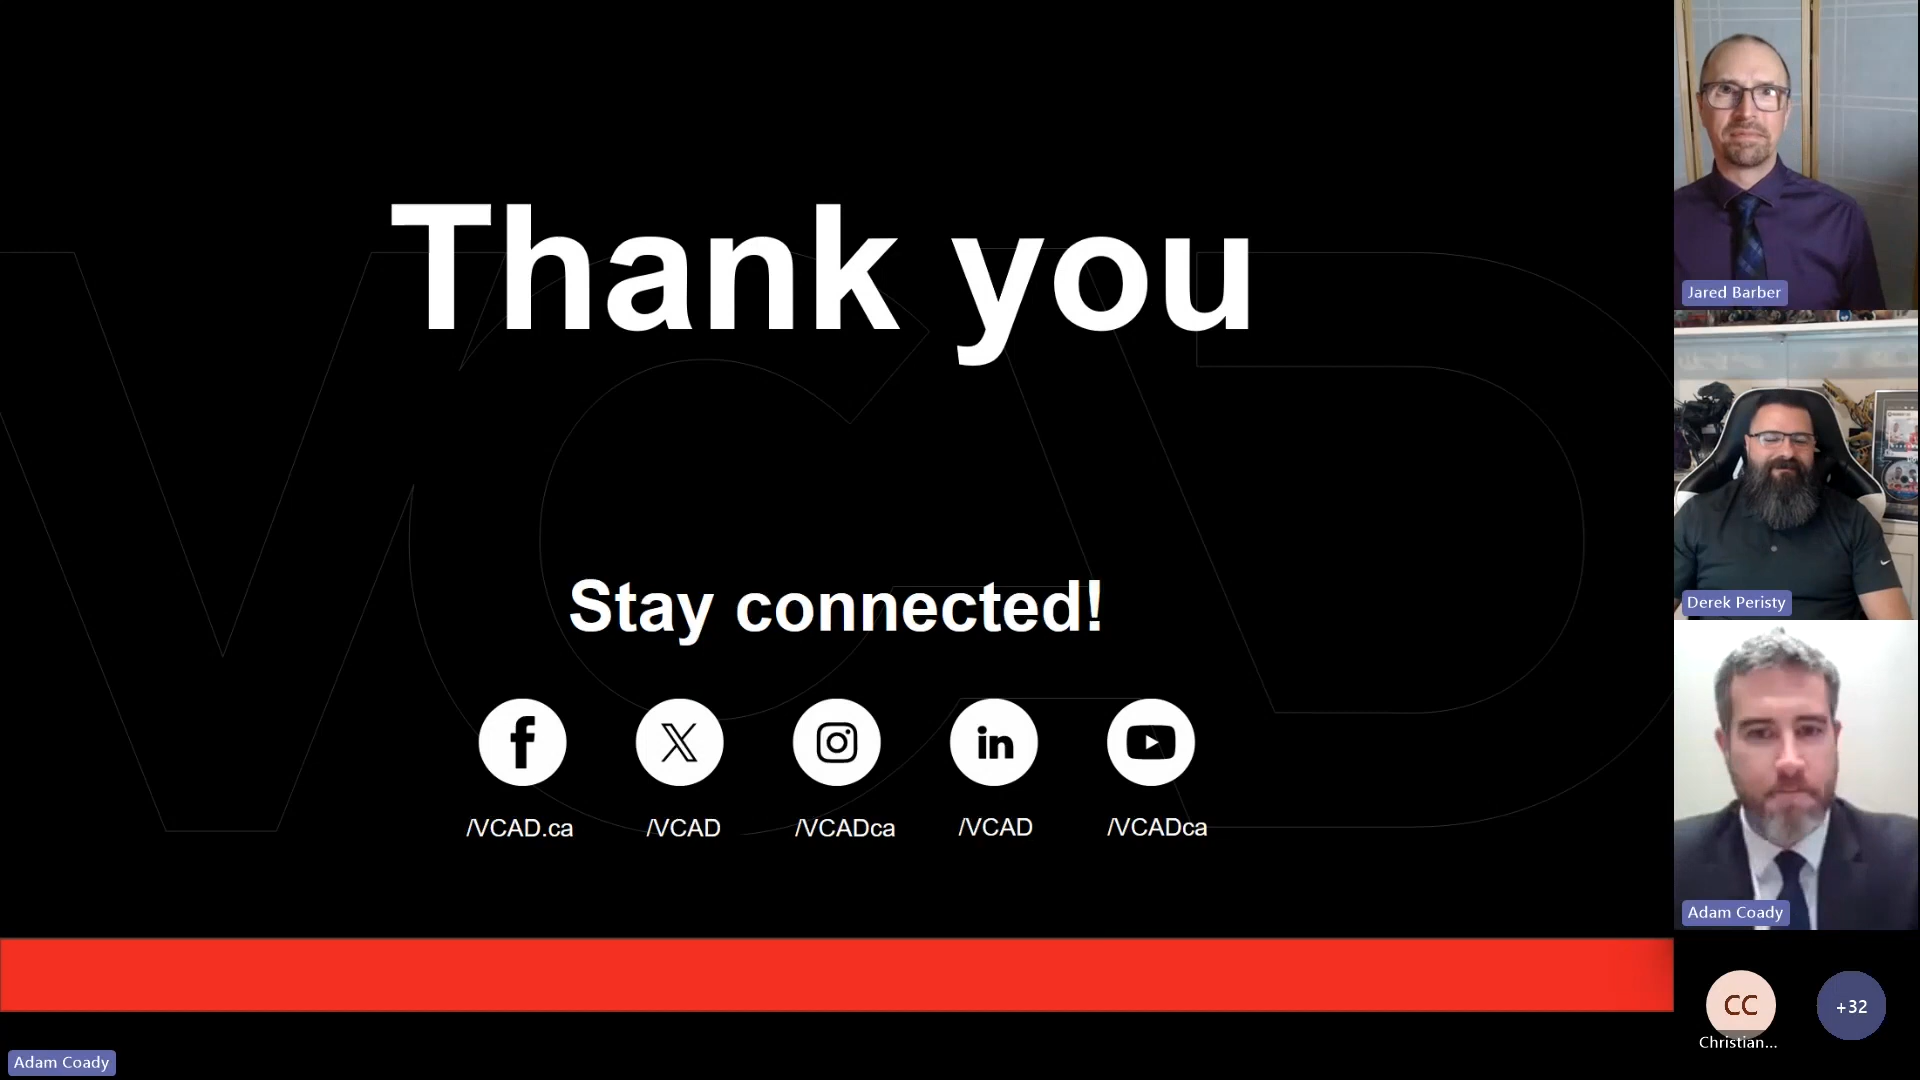 Thank you
VCAD
Stay connected!
/VCAD.ca
/VCAD
/VCADca
/VCAD
/VCADca
Jared Barber
Derek Peristy
Adam Coady
CC
+32
Christian...
Adam Coady